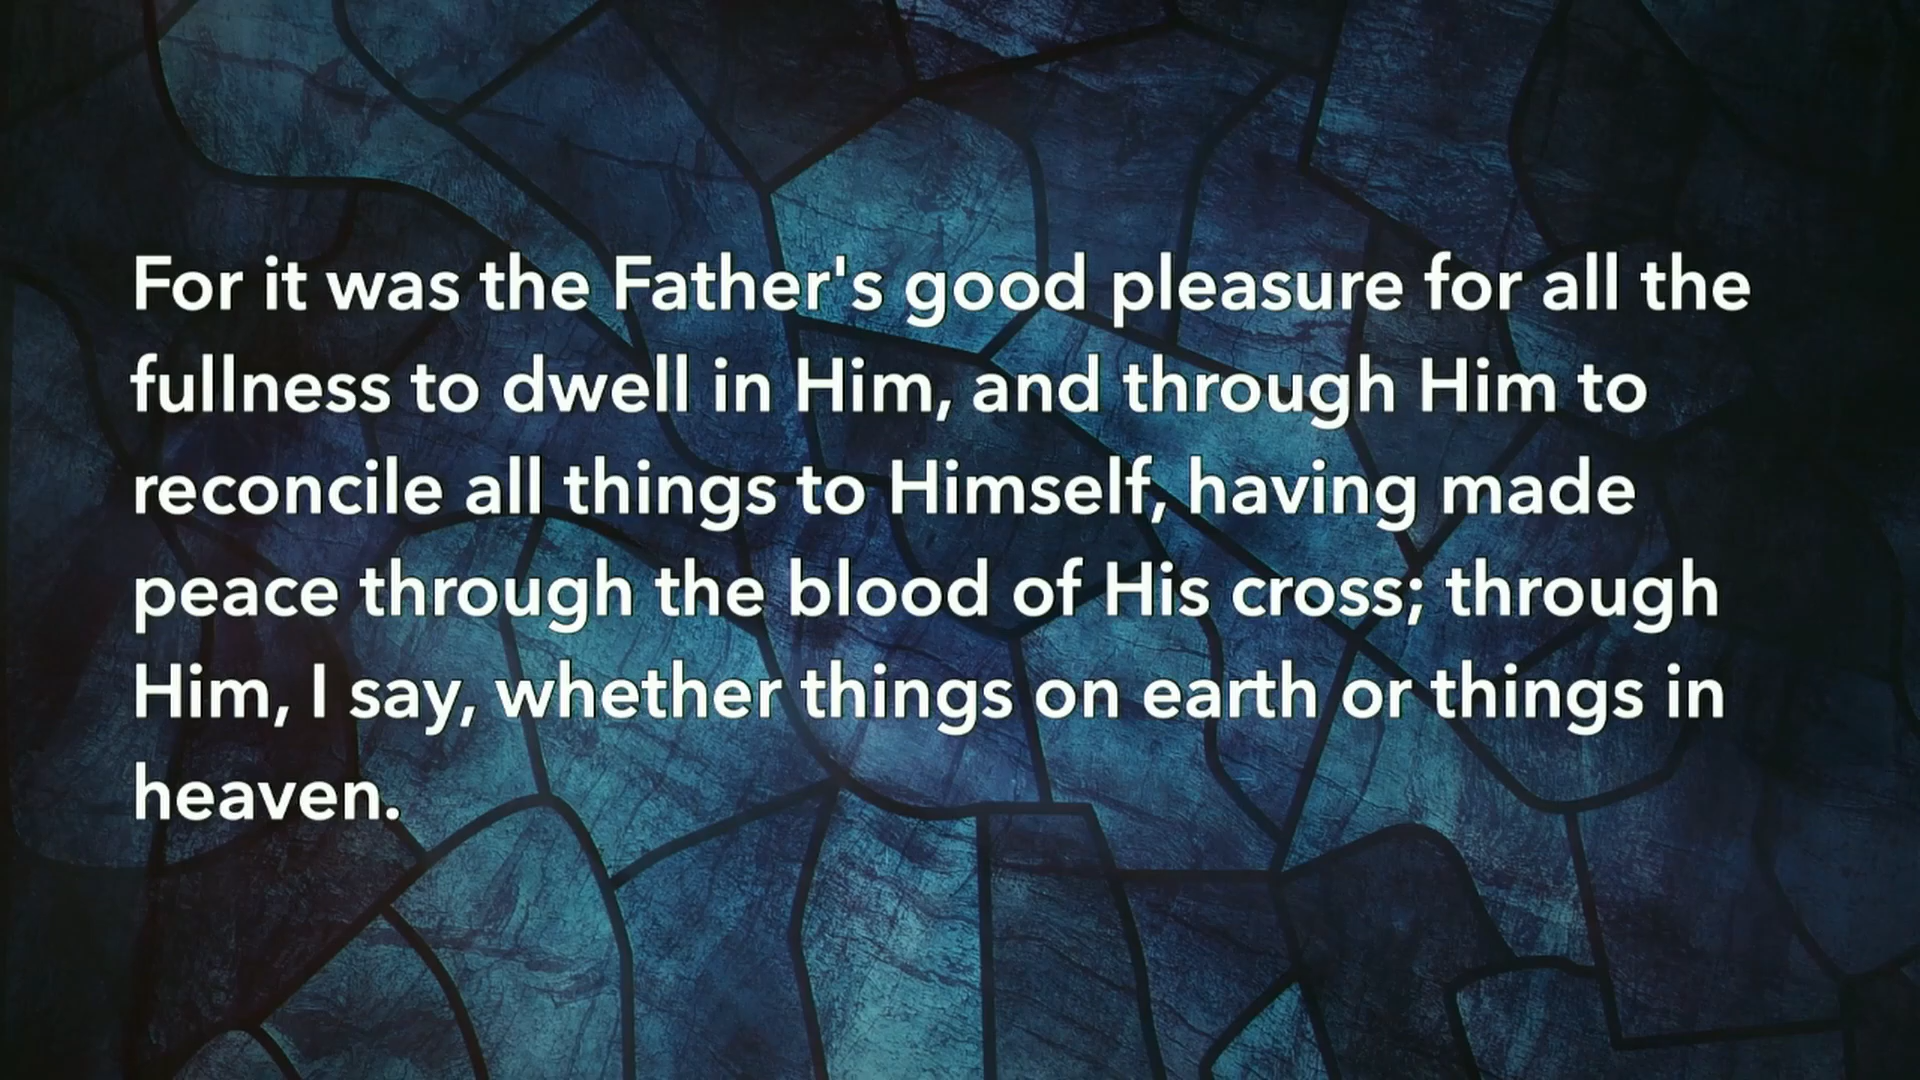 For it was the Father's good pleasure for all the
fullness to dwell in Him, and through Him to
reconcile all things to Himself, having made
peace through the blood of His cross; through
Him, I say, whether things on earth or things in
heaven.